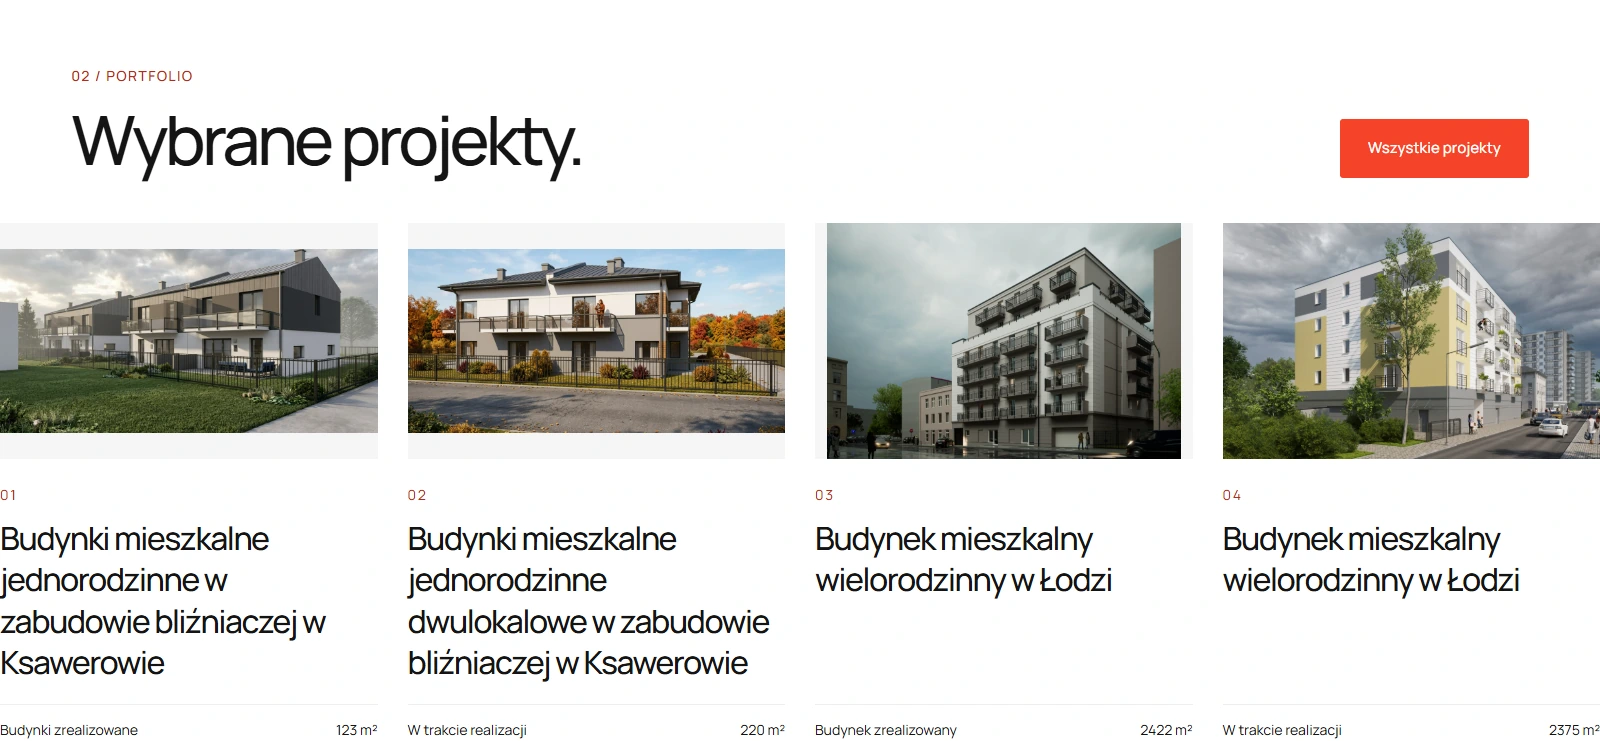 02 / PORTFOLIO
Wybrane projekty.
Wszystkie projekty
01
Budynki mieszkalne
jednorodzinne w
zabudowie bliźniaczej w
Ksawerowie
Budynki zrealizowane 123 m²
02
Budynki mieszkalne
jednorodzinne
dwulokalowe w zabudowie
bliźniaczej w Ksawerowie
W trakcie realizacji 220 m²
03
Budynek mieszkalny
wielorodzinny w Łodzi
Budynek zrealizowany 2422 m²
04
Budynek mieszkalny
wielorodzinny w Łodzi
W trakcie realizacji 2375 m²